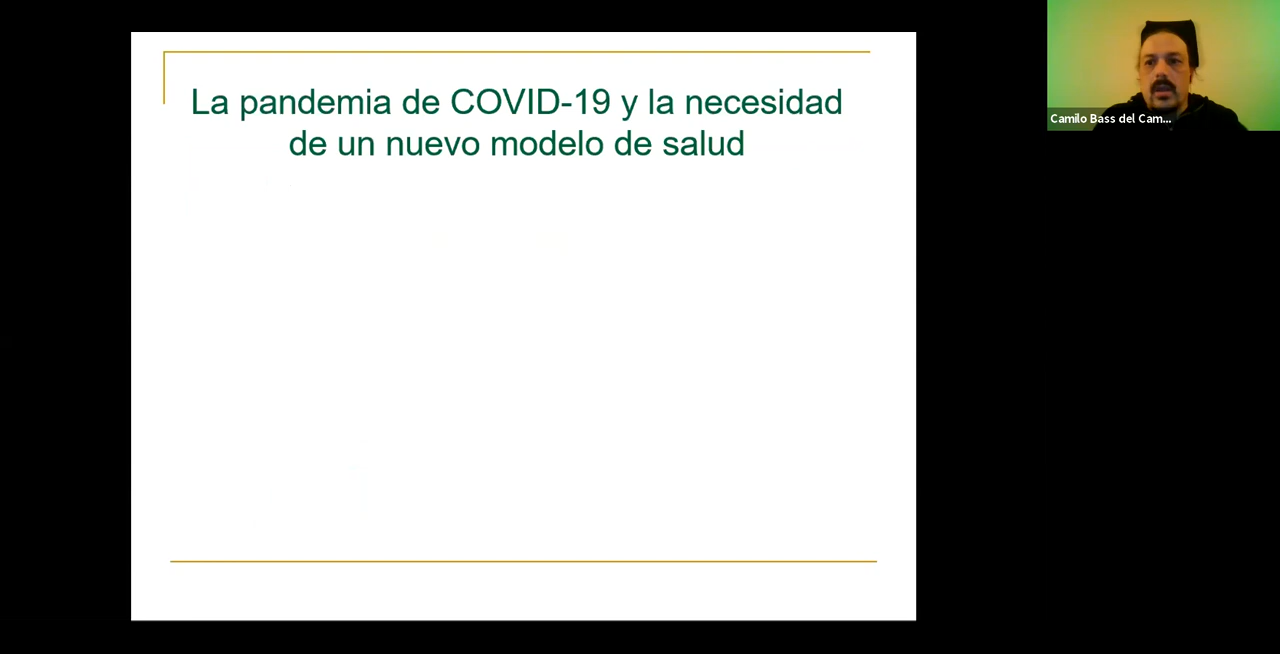 La pandemia de COVID-19 y la necesidad
de un nuevo modelo de salud
Camilo Bass del Cam...